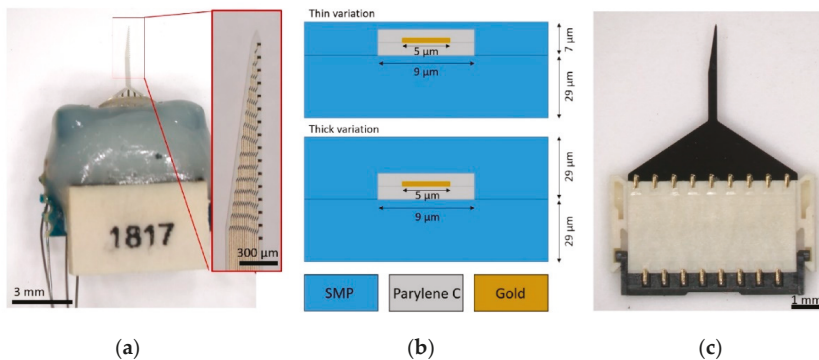 1817
300 µm
3 mm
(a)
Thin variation
5 µm
9 µm
7 µm
29 µm
Thick variation
5 µm
9 µm
29 µm
29 µm
SMP
Parylene C
Gold
(b)
1 mm
(c)